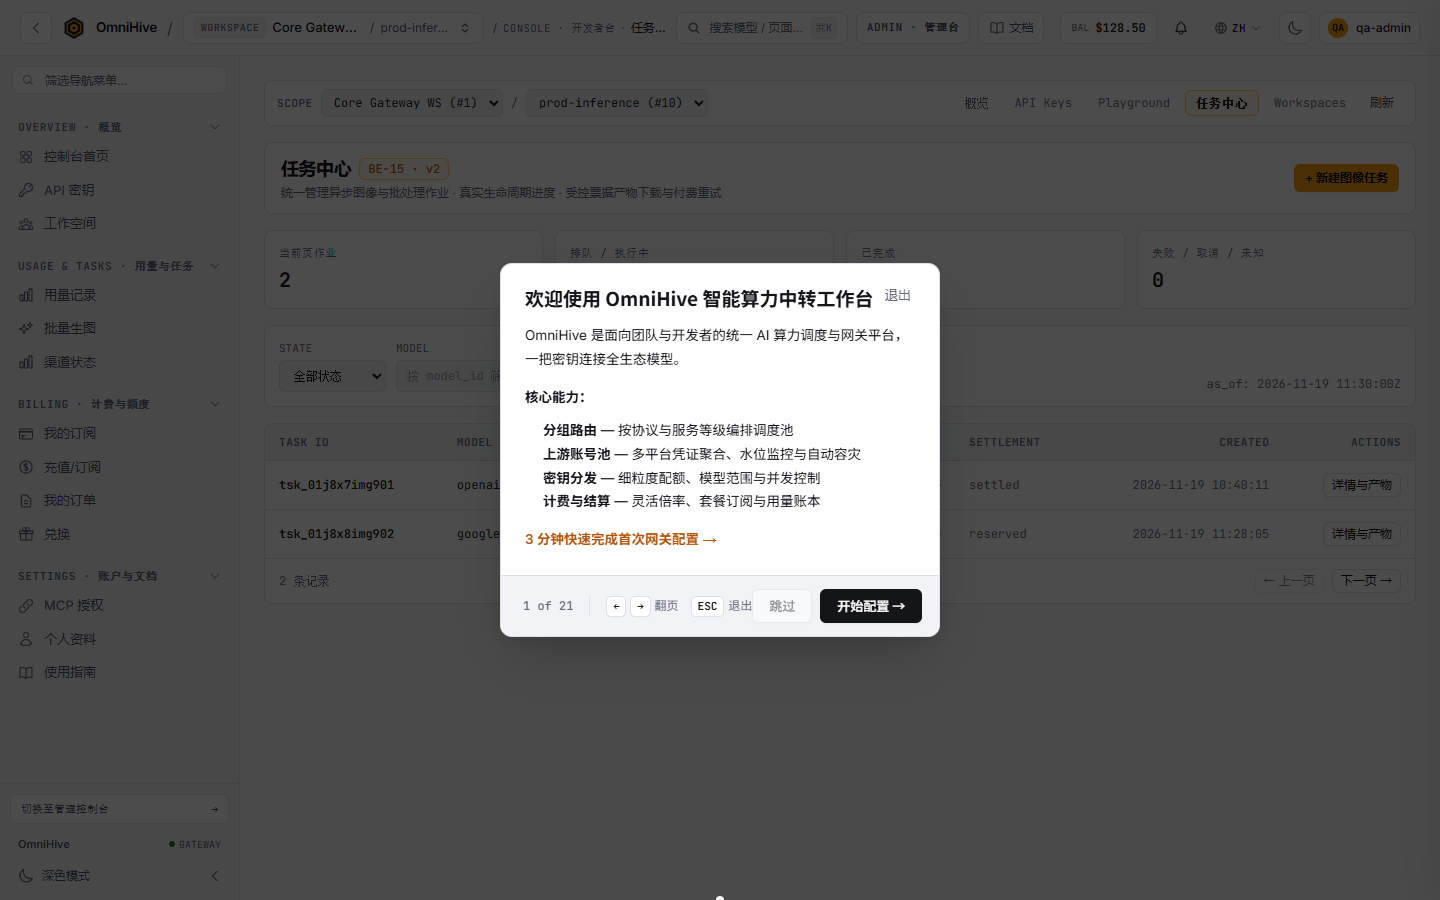 OmniHive / WORKSPACE Core Gatew... / prod-infer... / CONSOLE · 开发者台 · 任务... 搜索模型 / 页面... ⌘K ADMIN · 管理台 文档 BAL $128.50 ZH QA qa-admin
筛选导航菜单...
OVERVIEW · 概览
控制台首页
API 密钥
工作空间
USAGE & TASKS · 用量与任务
用量记录
批量生图
渠道状态
BILLING · 计费与额度
我的订阅
充值/订阅
我的订单
兑换
SETTINGS · 账户与文档
MCP 授权
个人资料
使用指南
切换至管理控制台 →
OmniHive GATEWAY
深色模式
SCOPE Core Gateway WS (#1) / prod-inference (#10) 概览 API Keys Playground 任务中心 Workspaces 刷新
任务中心 BE-15 · v2
统一管理异步图像与批处理作业 · 真实生命周期进度 · 受控票据产物下载与付费重试
+ 新建图像任务
当前页作业 排队 / 执行中 已完成 失败 / 取消 / 未知
2 0
STATE MODEL
全部状态 按 model_id 筛
as_of: 2026-11-19 11:30:00Z
TASK ID MODEL SETTLEMENT CREATED ACTIONS
tsk_01j8x7img901 openai settled 2026-11-19 10:40:11 详情与产物
tsk_01j8x8img902 google reserved 2026-11-19 11:28:05 详情与产物
2 条记录 ← 上一页 下一页 →
欢迎使用 OmniHive 智能算力中转工作台 退出
OmniHive 是面向团队与开发者的统一 AI 算力调度与网关平台，
一把密钥连接全生态模型。
核心能力：
分组路由 — 按协议与服务等级编排调度池
上游账号池 — 多平台凭证聚合、水位监控与自动容灾
密钥分发 — 细粒度配额、模型范围与并发控制
计费与结算 — 灵活倍率、套餐订阅与用量账本
3 分钟快速完成首次网关配置 →
1 of 21 ← → 翻页 ESC 退出 跳过 开始配置 →